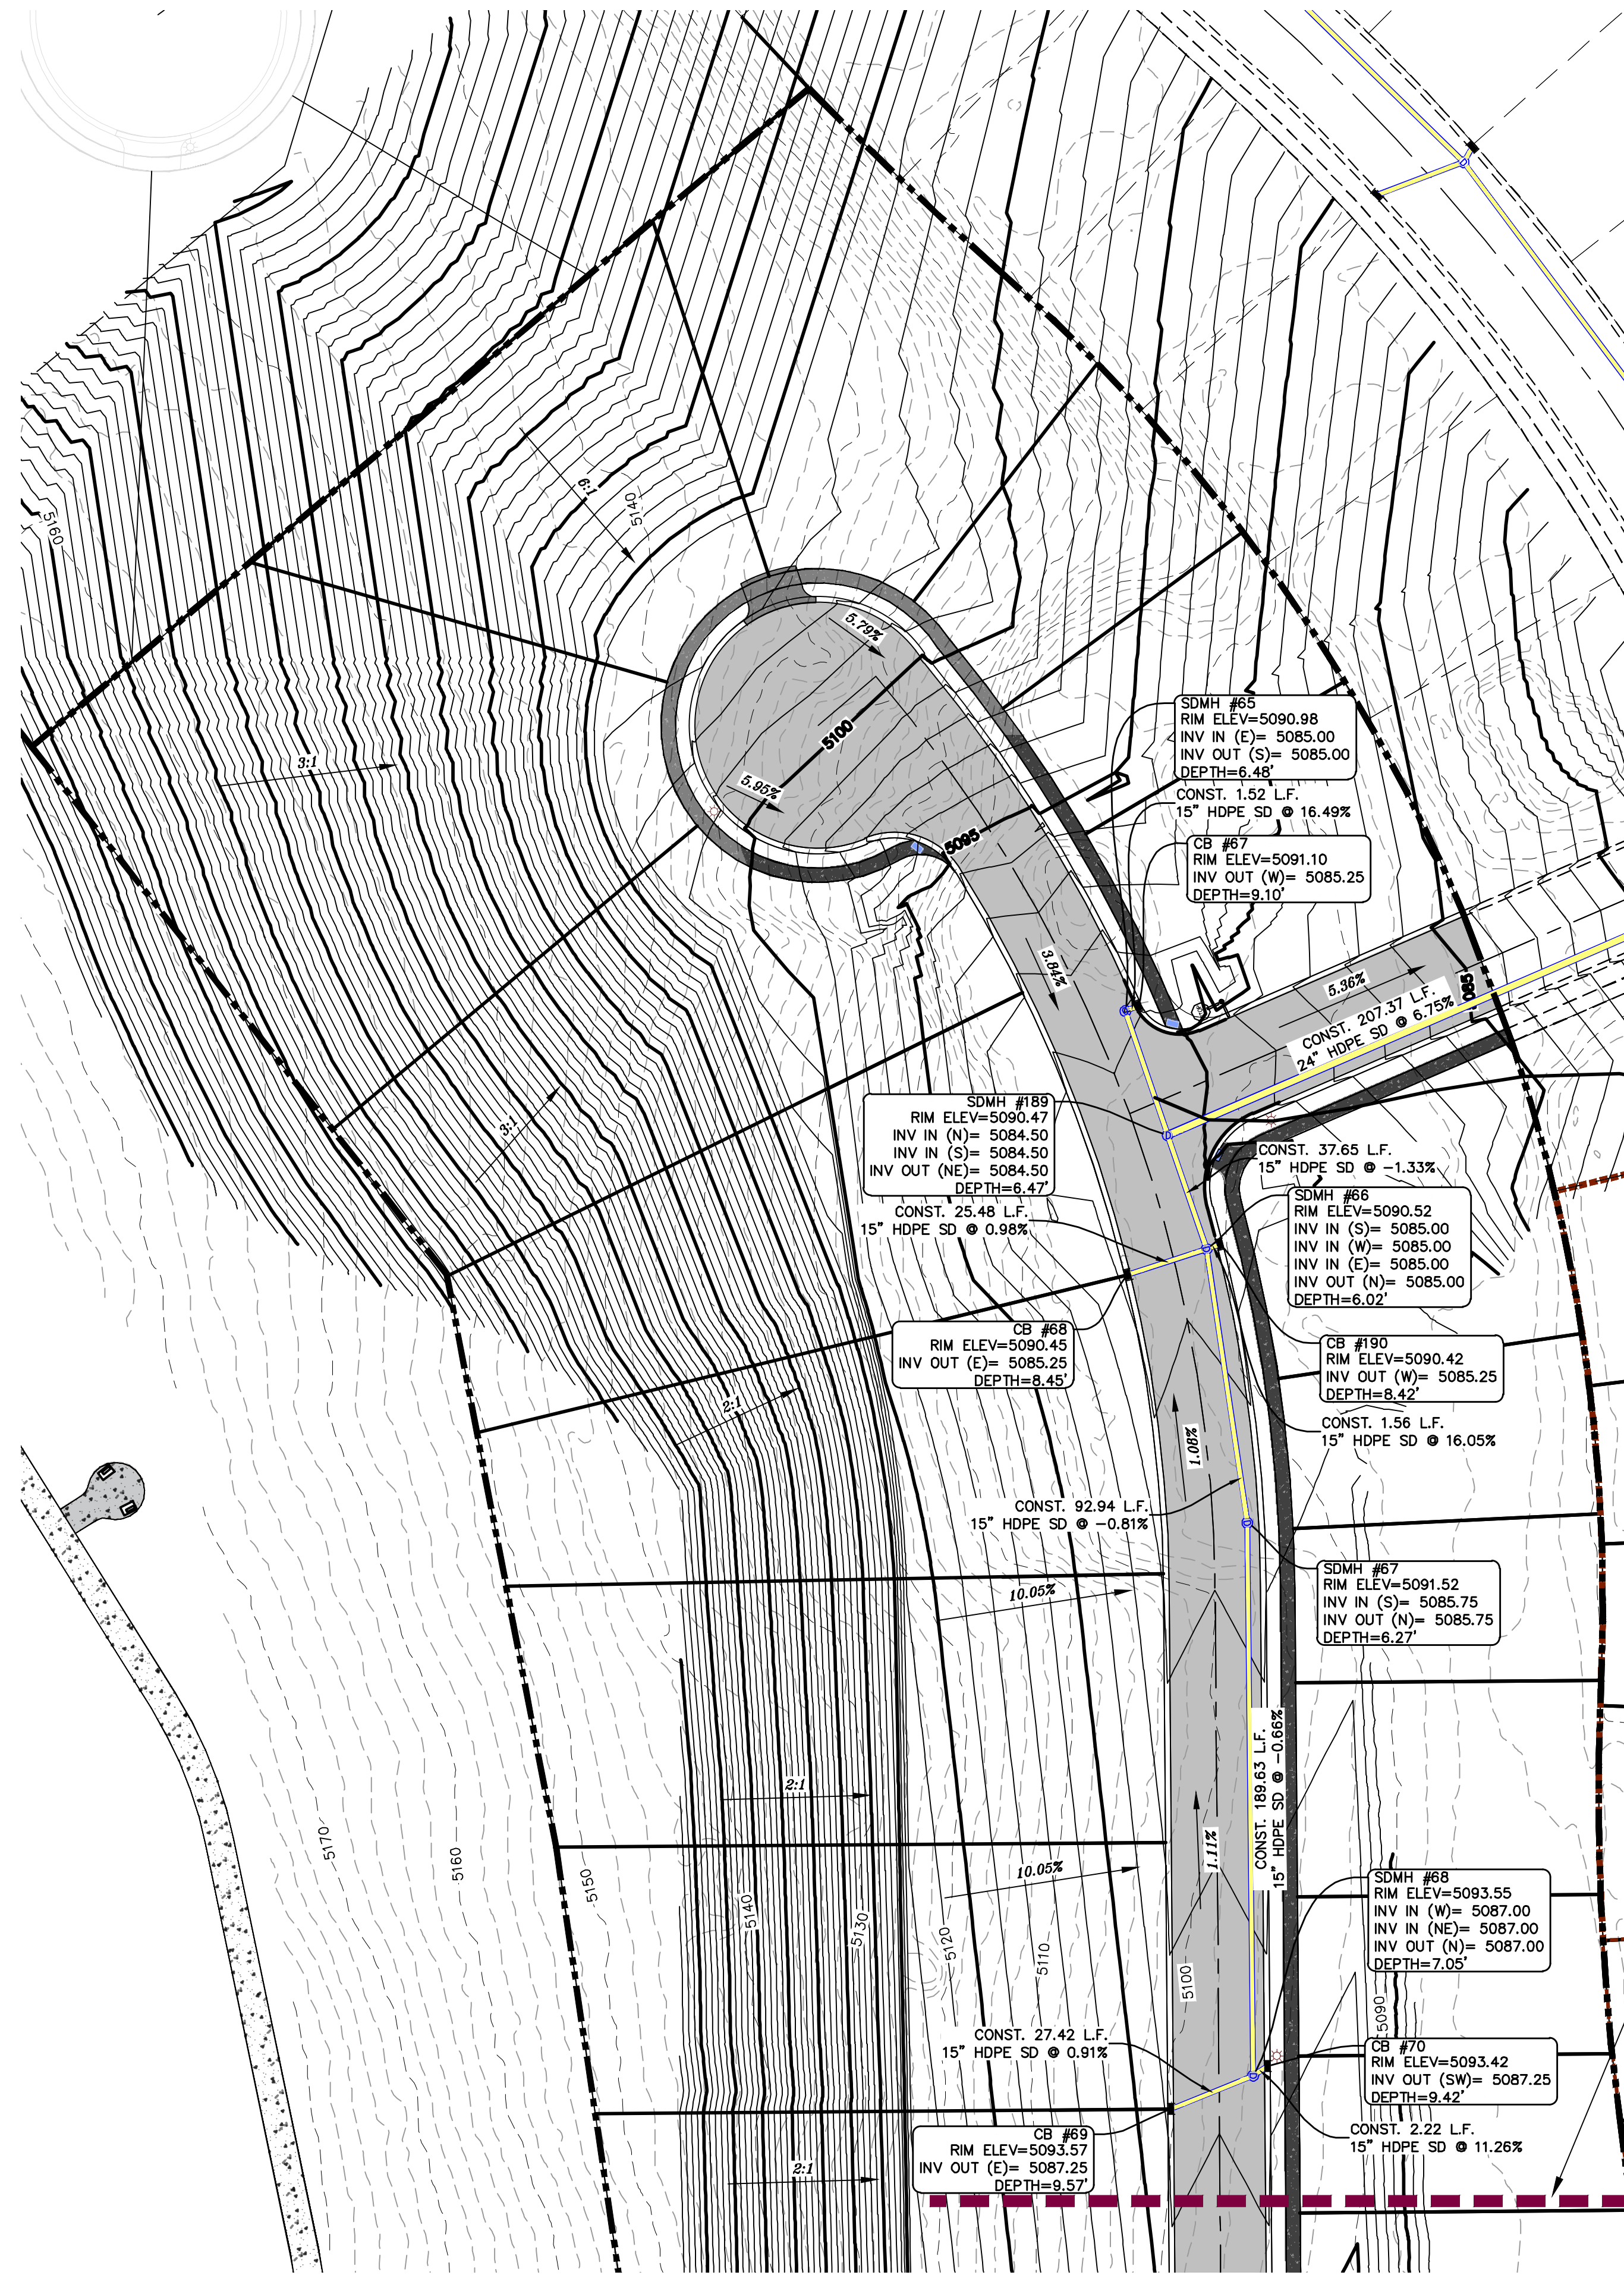 5160
6:1
5140
5.79%
5100
5.95%
3:1
SDMH #65
RIM ELEV=5090.98
INV IN (E)= 5085.00
INV OUT (S)= 5085.00
DEPTH=6.48'
CONST. 1.52 L.F.
15" HDPE SD @ 16.49%
CB #67
RIM ELEV=5091.10
INV OUT (W)= 5085.25
DEPTH=9.10'
5095
3.84%
5.36%
CONST. 207.37 L.F.
24" HDPE SD @ 6.75%
085
3:1
SDMH #189
RIM ELEV=5090.47
INV IN (N)= 5084.50
INV IN (S)= 5084.50
INV OUT (NE)= 5084.50
DEPTH=6.47'
CONST. 25.48 L.F.
15" HDPE SD @ 0.98%
CONST. 37.65 L.F.
15" HDPE SD @ -1.33%
SDMH #66
RIM ELEV=5090.52
INV IN (S)= 5085.00
INV IN (W)= 5085.00
INV IN (E)= 5085.00
INV OUT (N)= 5085.00
DEPTH=6.02'
CB #68
RIM ELEV=5090.45
INV OUT (E)= 5085.25
DEPTH=8.45'
CB #190
RIM ELEV=5090.42
INV OUT (W)= 5085.25
DEPTH=8.42'
2:1
1.08%
CONST. 1.56 L.F.
15" HDPE SD @ 16.05%
CONST. 92.94 L.F.
15" HDPE SD @ -0.81%
SDMH #67
RIM ELEV=5091.52
INV IN (S)= 5085.75
INV OUT (N)= 5085.75
DEPTH=6.27'
10.05%
CONST. 189.63 L.F.
15" HDPE SD @ -0.66%
2:1
1.11%
10.05%
5170
5160
5150
5140
5130
5120
5110
5100
5090
SDMH #68
RIM ELEV=5093.55
INV IN (W)= 5087.00
INV IN (NE)= 5087.00
INV OUT (N)= 5087.00
DEPTH=7.05'
CONST. 27.42 L.F.
15" HDPE SD @ 0.91%
CB #70
RIM ELEV=5093.42
INV OUT (SW)= 5087.25
DEPTH=9.42'
CONST. 2.22 L.F.
15" HDPE SD @ 11.26%
CB #69
RIM ELEV=5093.57
INV OUT (E)= 5087.25
DEPTH=9.57'
2:1